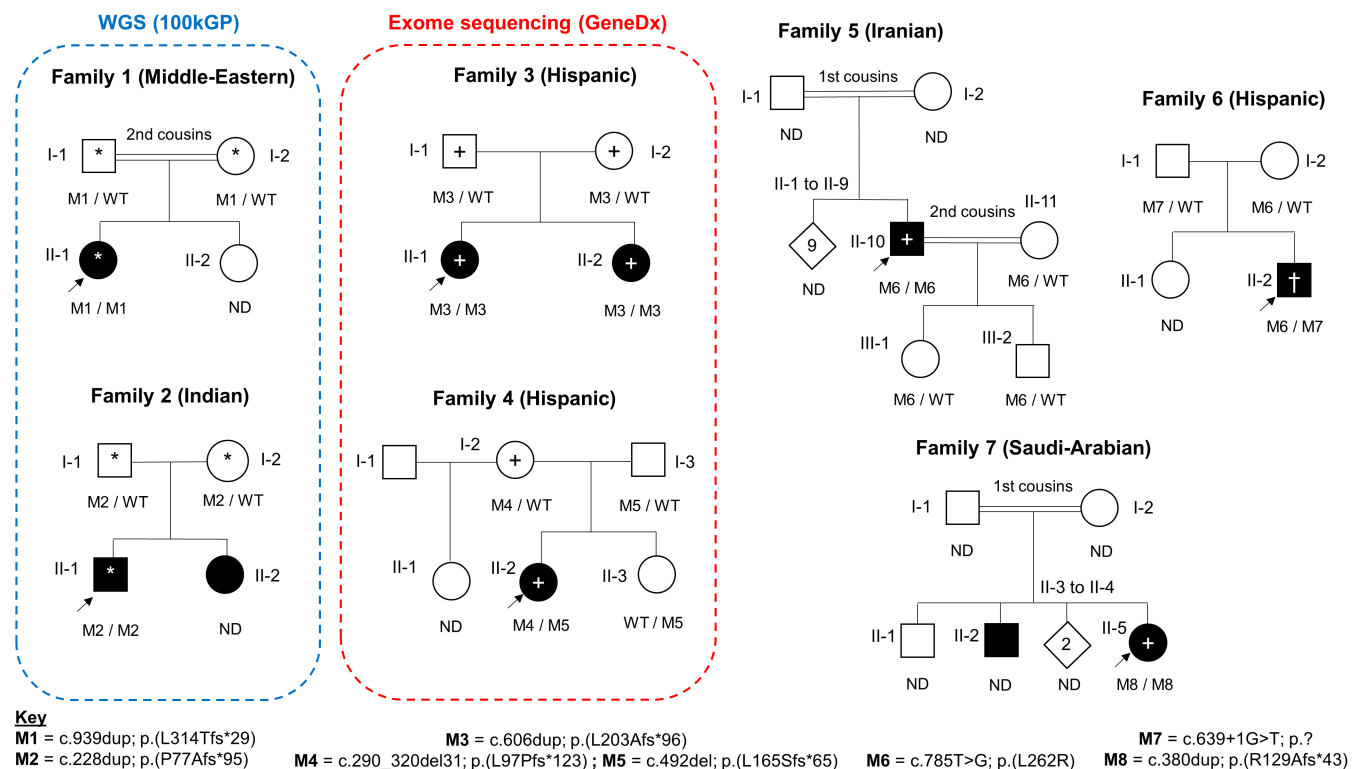 WGS (100kGP)
Family 1 (Middle-Eastern)
2nd cousins
I-1
*
*
I-2
M1 / WT
M1 / WT
II-1
*
II-2
M1 / M1
ND
Family 2 (Indian)
I-1
*
*
I-2
M2 / WT
M2 / WT
II-1
*
II-2
M2 / M2
ND
Exome sequencing (GeneDx)
Family 3 (Hispanic)
I-1
+
+
I-2
M3 / WT
M3 / WT
II-1
+
II-2
+
M3 / M3
M3 / M3
Family 4 (Hispanic)
I-1
I-2
+
I-3
M4 / WT
M5 / WT
II-1
II-2
+
II-3
ND
M4 / M5
WT / M5
Family 5 (Iranian)
1st cousins
I-1
I-2
ND
ND
II-1 to II-9
9
II-10
+
2nd cousins
II-11
ND
M6 / M6
M6 / WT
III-1
III-2
M6 / WT
M6 / WT
Family 6 (Hispanic)
I-1
I-2
M7 / WT
M6 / WT
II-1
II-2
†
ND
M6 / M7
Family 7 (Saudi-Arabian)
1st cousins
I-1
I-2
ND
ND
II-3 to II-4
II-1
II-2
2
II-5
+
ND
ND
ND
M8 / M8
Key
M1 = c.939dup; p.(L314Tfs*29)
M2 = c.228dup; p.(P77Afs*95)
M3 = c.606dup; p.(L203Afs*96)
M4 = c.290_320del31; p.(L97Pfs*123) ; M5 = c.492del; p.(L165Sfs*65)
M6 = c.785T>G; p.(L262R)
M7 = c.639+1G>T; p.?
M8 = c.380dup; p.(R129Afs*43)